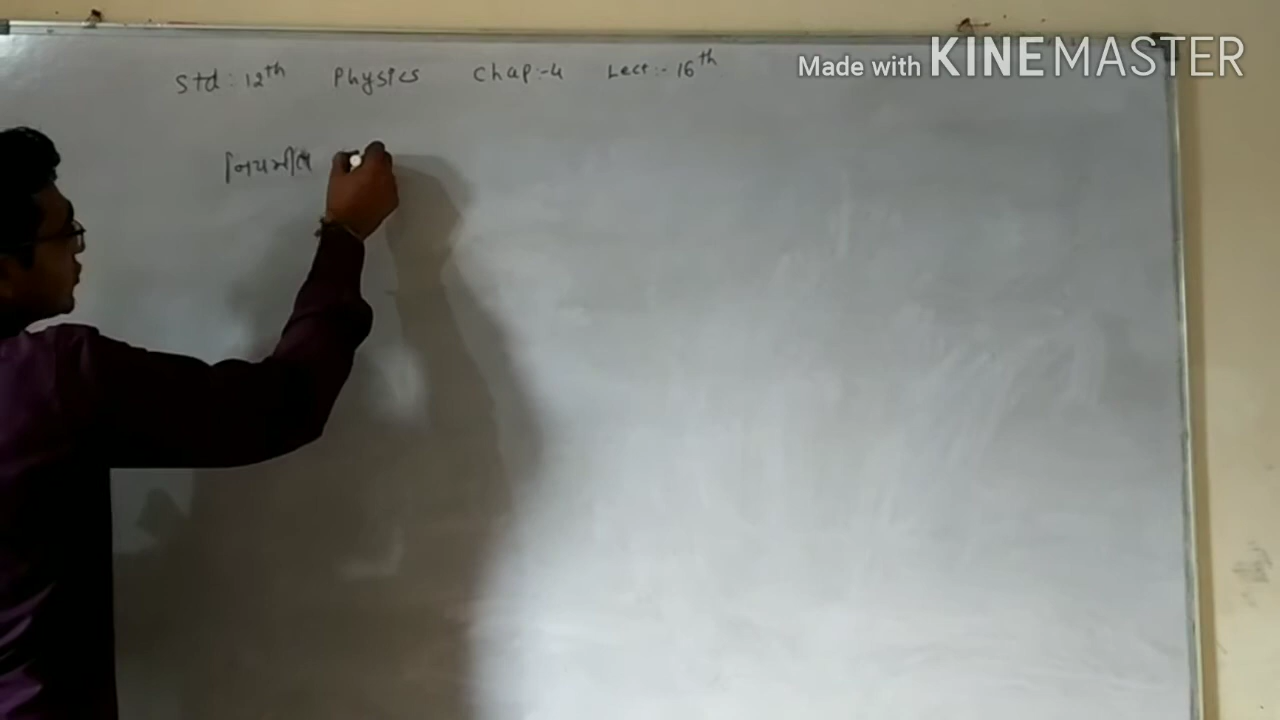 Made with KINEMASTER
Std : 12th Physics Chap:-4 Lect:- 16th
નિયમીત